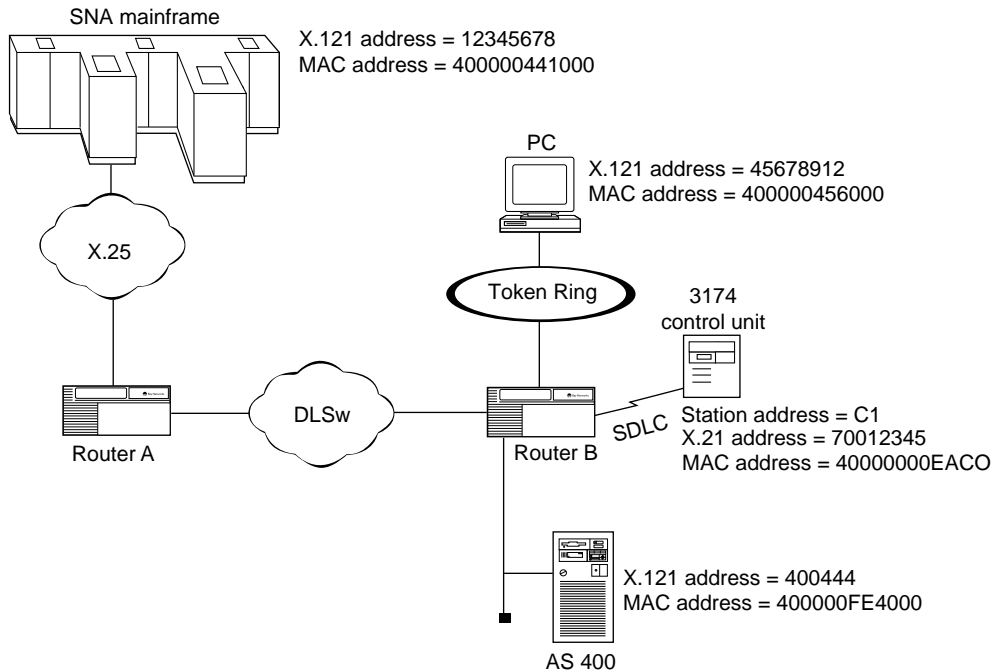 SNA mainframe
X.121 address = 12345678
MAC address = 400000441000
PC
X.121 address = 45678912
MAC address = 400000456000
X.25
Token Ring
3174
control unit
DLSw
SDLC
Station address = C1
X.21 address = 70012345
MAC address = 40000000EACO
Router A
Router B
X.121 address = 400444
MAC address = 400000FE4000
AS 400